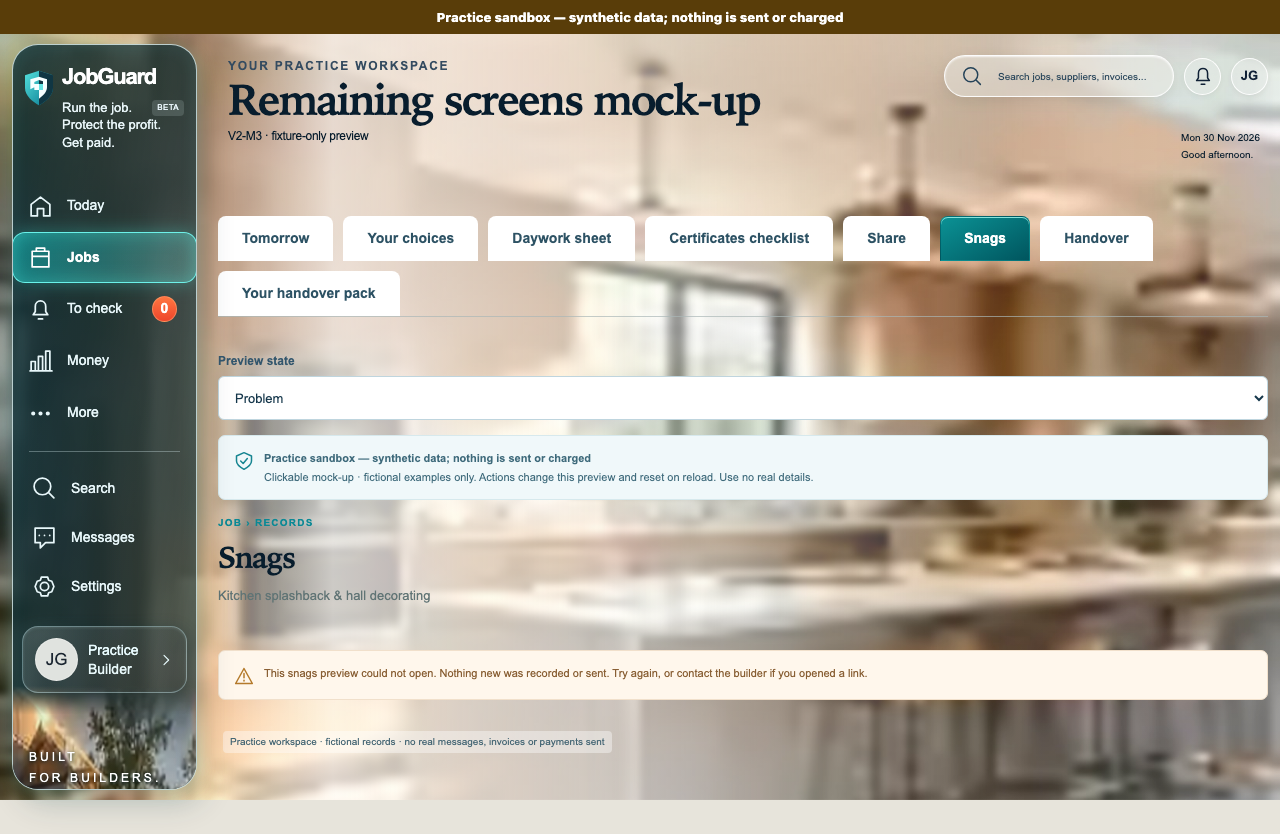 Practice sandbox — synthetic data; nothing is sent or charged
JobGuard
Run the job.
Protect the profit.
Get paid.
BETA
Today
Jobs
To check
0
Money
More
Search
Messages
Settings
JG
Practice
Builder
BUILT
FOR BUILDERS.
YOUR PRACTICE WORKSPACE
Remaining screens mock-up
V2-M3 · fixture-only preview
Search jobs, suppliers, invoices...
JG
Mon 30 Nov 2026
Good afternoon.
Tomorrow
Your choices
Daywork sheet
Certificates checklist
Share
Snags
Handover
Your handover pack
Preview state
Problem
Practice sandbox — synthetic data; nothing is sent or charged
Clickable mock-up · fictional examples only. Actions change this preview and reset on reload. Use no real details.
JOB › RECORDS
Snags
Kitchen splashback & hall decorating
This snags preview could not open. Nothing new was recorded or sent. Try again, or contact the builder if you opened a link.
Practice workspace · fictional records · no real messages, invoices or payments sent